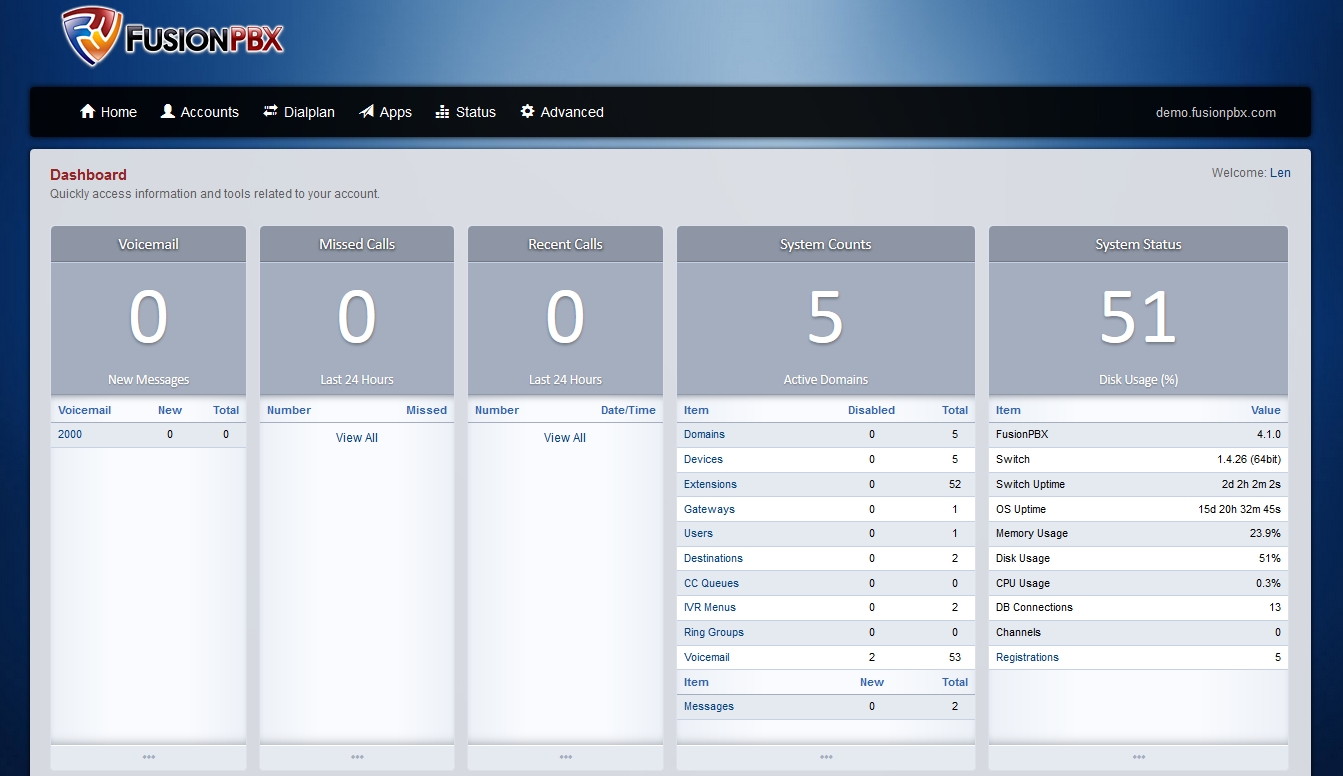 FUSIONPBX
Home Accounts Dialplan Apps Status Advanced demo.fusionpbx.com
Dashboard Welcome: Len
Quickly access information and tools related to your account.
Voicemail
0
New Messages
Voicemail New Total
2000 0 0
Missed Calls
0
Last 24 Hours
Number Missed
View All
Recent Calls
0
Last 24 Hours
Number Date/Time
View All
System Counts
5
Active Domains
Item Disabled Total
Domains 0 5
Devices 0 5
Extensions 0 52
Gateways 0 1
Users 0 1
Destinations 0 2
CC Queues 0 0
IVR Menus 0 2
Ring Groups 0 0
Voicemail 2 53
Item New Total
Messages 0 2
System Status
51
Disk Usage (%)
Item Value
FusionPBX 4.1.0
Switch 1.4.26 (64bit)
Switch Uptime 2d 2h 2m 2s
OS Uptime 15d 20h 32m 45s
Memory Usage 23.9%
Disk Usage 51%
CPU Usage 0.3%
DB Connections 13
Channels 0
Registrations 5